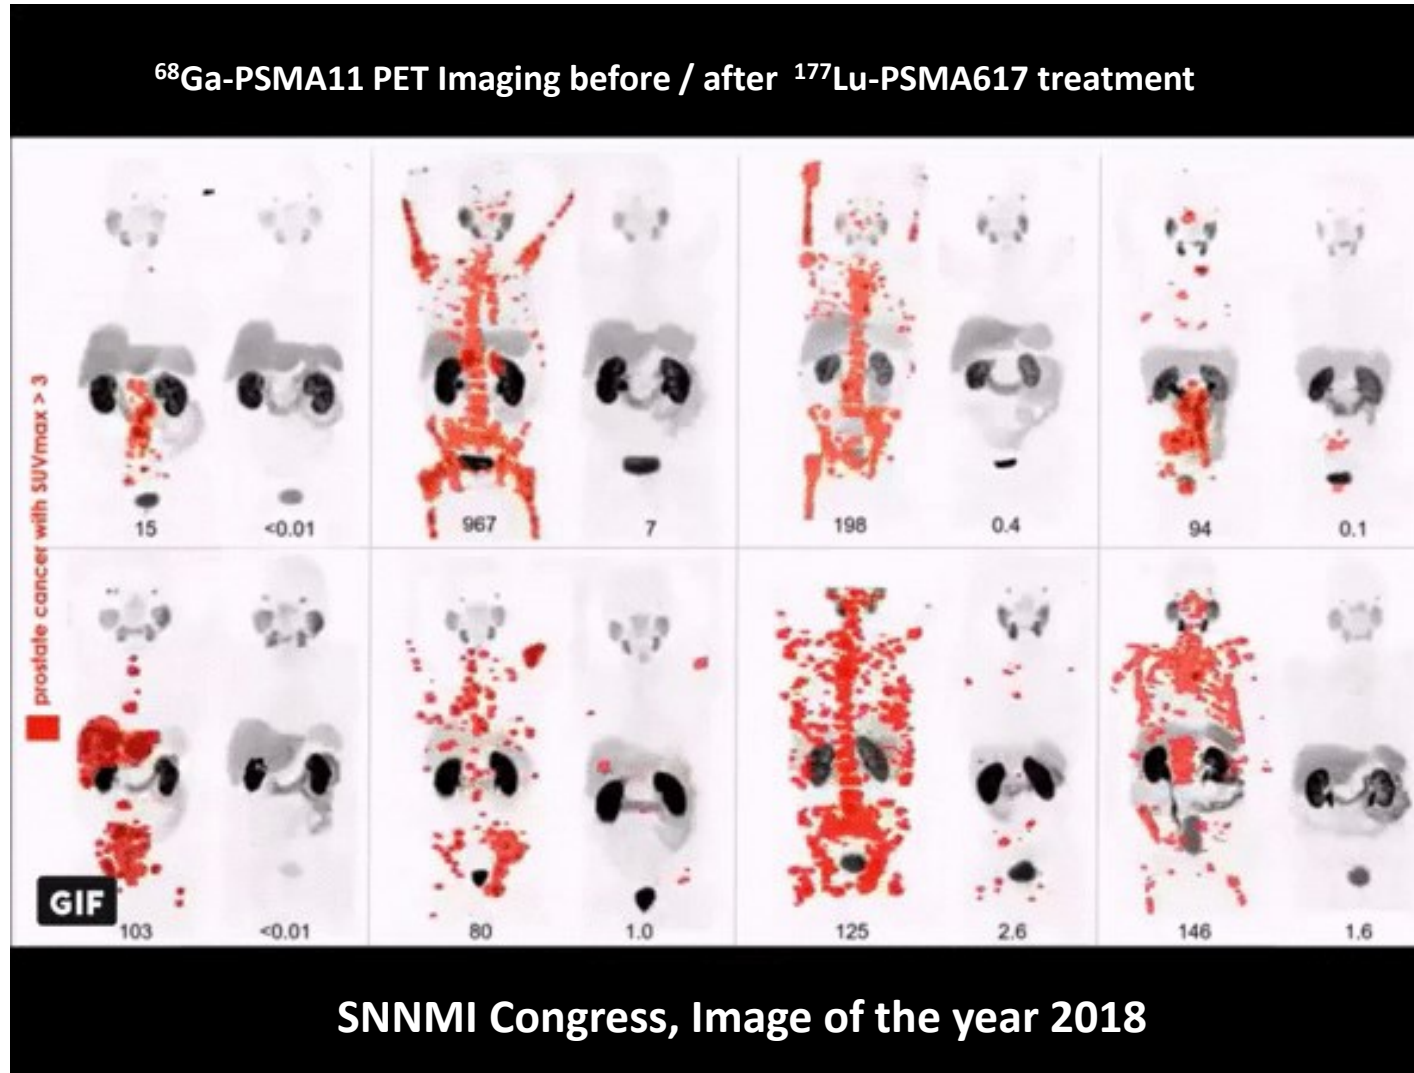 ⁶⁸Ga-PSMA11 PET Imaging before / after ¹⁷⁷Lu-PSMA617 treatment
prostate cancer with SUVmax > 3
15 <0.01 967 7 198 0.4 94 0.1
GIF
103 <0.01 80 1.0 125 2.6 146 1.6
SNNMI Congress, Image of the year 2018